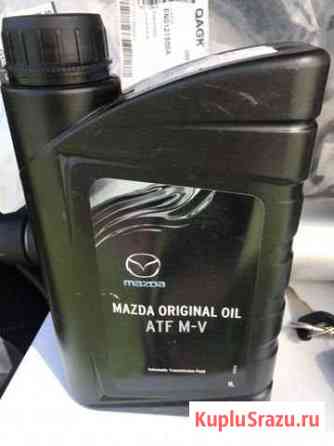 QAGK
mazda
MAZDA ORIGINAL OIL
ATF M-V
Automatic Transmission Fluid
1L
KupluSrazu.ru